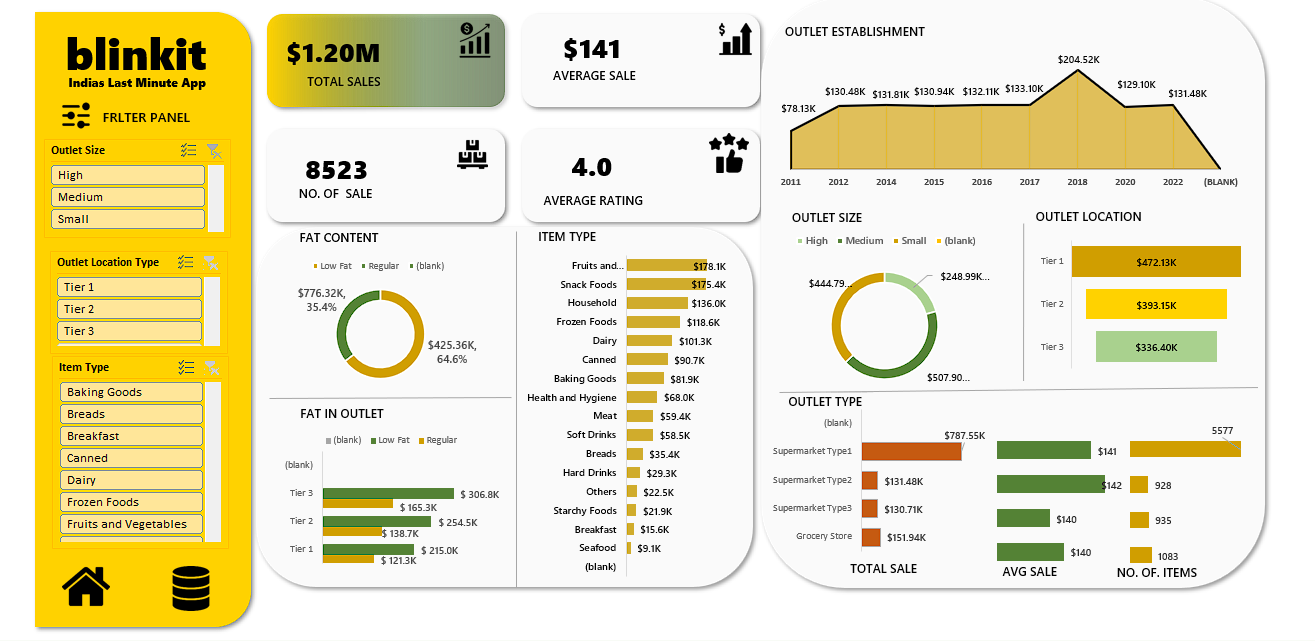 blinkit
Indias Last Minute App
FRLTER PANEL
Outlet Size
High
Medium
Small
Outlet Location Type
Tier 1
Tier 2
Tier 3
Item Type
Baking Goods
Breads
Breakfast
Canned
Dairy
Frozen Foods
Fruits and Vegetables
$1.20M
TOTAL SALES
$141
AVERAGE SALE
8523
NO. OF SALE
4.0
AVERAGE RATING
FAT CONTENT
Low Fat Regular (blank)
$776.32K,
35.4%
$425.36K,
64.6%
FAT IN OUTLET
(blank) Low Fat Regular
(blank)
Tier 3 $ 306.8K
$ 165.3K
Tier 2 $ 254.5K
$ 138.7K
Tier 1 $ 215.0K
$ 121.3K
ITEM TYPE
Fruits and... $178.1K
Snack Foods $175.4K
Household $136.0K
Frozen Foods $118.6K
Dairy $101.3K
Canned $90.7K
Baking Goods $81.9K
Health and Hygiene $68.0K
Meat $59.4K
Soft Drinks $58.5K
Breads $35.4K
Hard Drinks $29.3K
Others $22.5K
Starchy Foods $21.9K
Breakfast $15.6K
Seafood $9.1K
(blank)
OUTLET ESTABLISHMENT
$78.13K $130.48K $131.81K $130.94K $132.11K $133.10K $204.52K $129.10K $131.48K
2011 2012 2014 2015 2016 2017 2018 2020 2022 (BLANK)
OUTLET SIZE
High Medium Small (blank)
$444.79... $248.99K...
$507.90...
OUTLET LOCATION
Tier 1 $472.13K
Tier 2 $393.15K
Tier 3 $336.40K
OUTLET TYPE
(blank)
Supermarket Type1 $787.55K $141 5577
Supermarket Type2 $131.48K $142 928
Supermarket Type3 $130.71K $140 935
Grocery Store $151.94K $140 1083
TOTAL SALE AVG SALE NO. OF. ITEMS